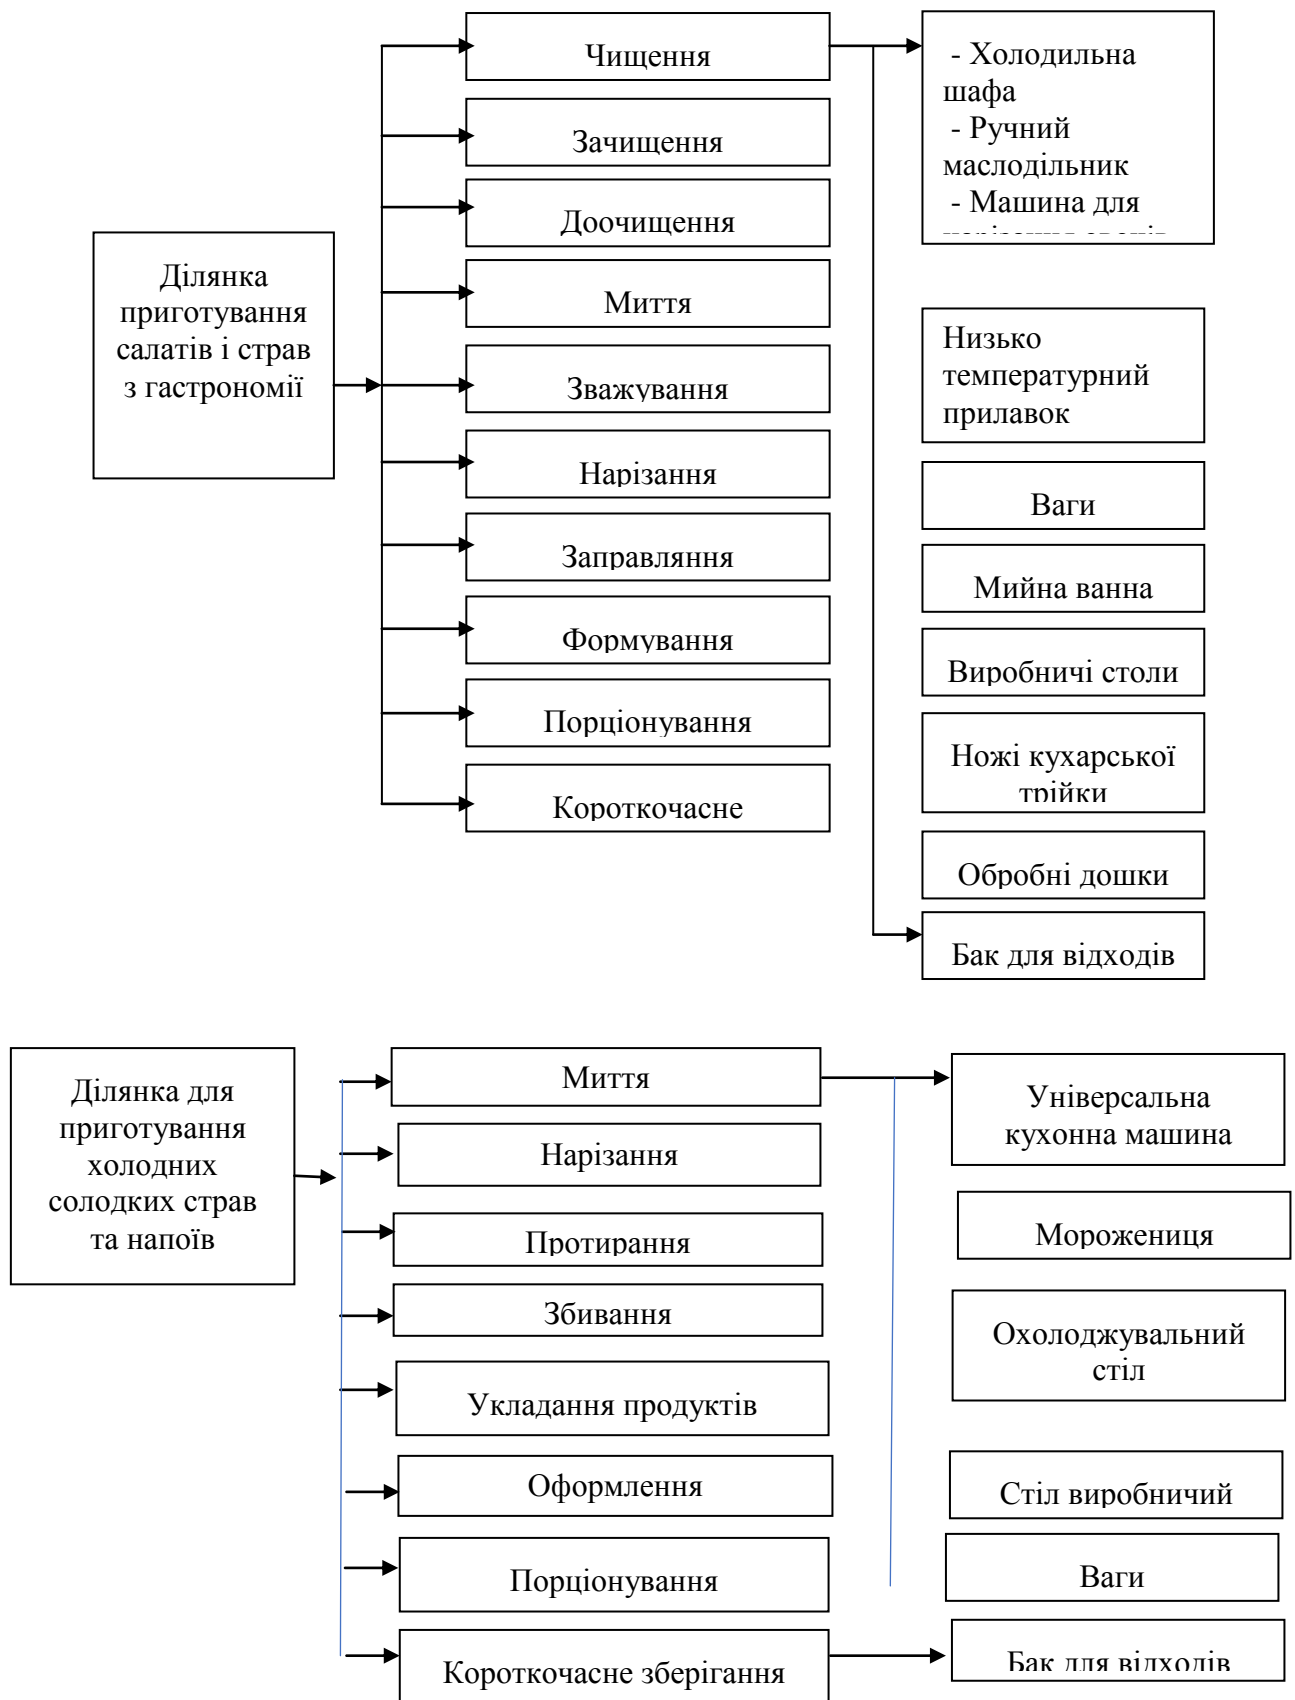 Ділянка
приготування
салатів і страв
з гастрономії
Чищення
Зачищення
Доочищення
Миття
Зважування
Нарізання
Заправляння
Формування
Порціонування
Короткочасне
- Холодильна
шафа
- Ручний
маслодільник
- Машина для
нарізання овочів
Низько
температурний
прилавок
Ваги
Мийна ванна
Виробничі столи
Ножі кухарської
трійки
Обробні дошки
Бак для відходів
Ділянка для
приготування
холодних
солодких страв
та напоїв
Миття
Нарізання
Протирання
Збивання
Укладання продуктів
Оформлення
Порціонування
Короткочасне зберігання
Універсальна
кухонна машина
Морожениця
Охолоджувальний
стіл
Стіл виробничий
Ваги
Бак для відходів